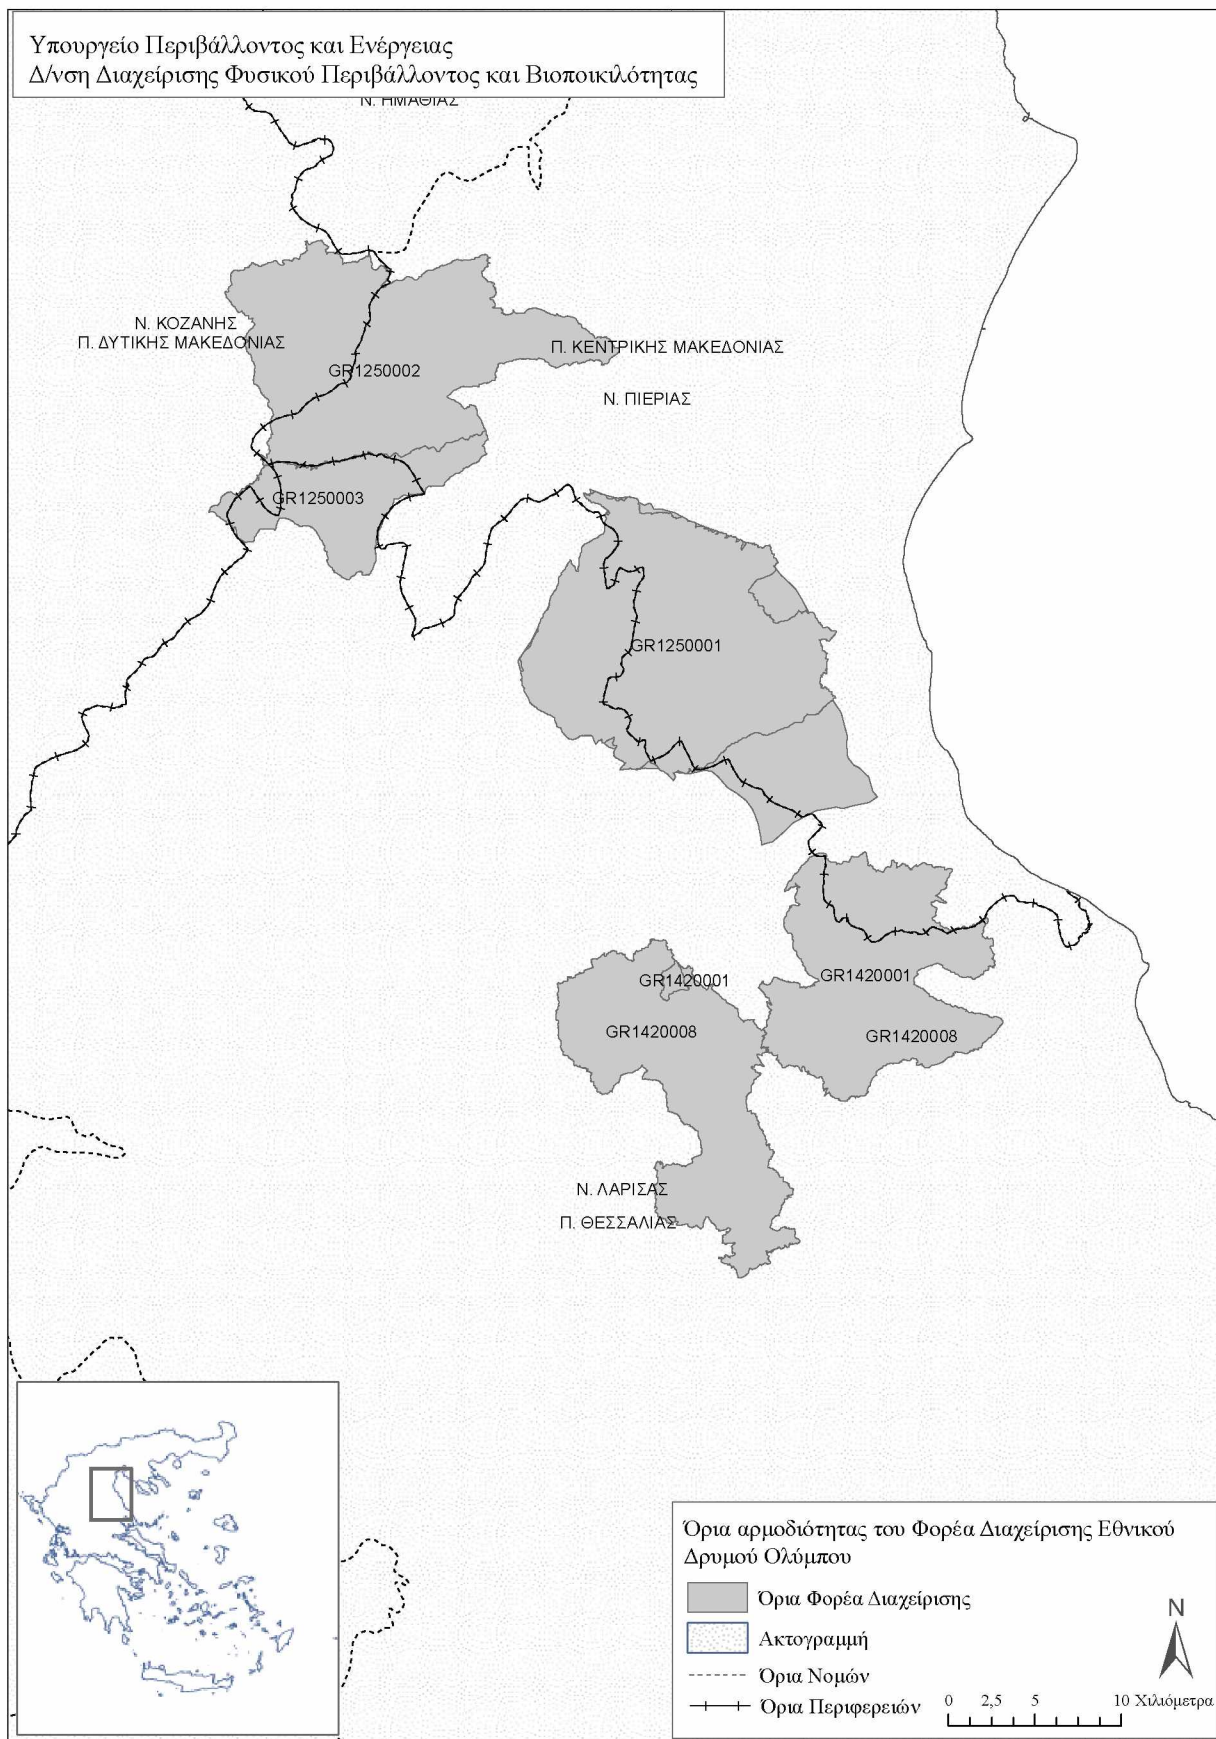 Υπουργείο Περιβάλλοντος και Ενέργειας
Δ/νση Διαχείρισης Φυσικού Περιβάλλοντος και Βιοποικιλότητας
Ν. ΗΜΑΘΙΑΣ
Ν. ΚΟΖΑΝΗΣ
Π. ΔΥΤΙΚΗΣ ΜΑΚΕΔΟΝΙΑΣ
Π. ΚΕΝΤΡΙΚΗΣ ΜΑΚΕΔΟΝΙΑΣ
GR1250002
Ν. ΠΙΕΡΙΑΣ
GR1250003
GR1250001
GR1420001
GR1420001
GR1420008
GR1420008
Ν. ΛΑΡΙΣΑΣ
Π. ΘΕΣΣΑΛΙΑΣ
Όρια αρμοδιότητας του Φορέα Διαχείρισης Εθνικού
Δρυμού Ολύμπου
Όρια Φορέα Διαχείρισης
Ακτογραμμή
Όρια Νομών
Όρια Περιφερειών
N
0 2,5 5 10 Χιλιόμετρα